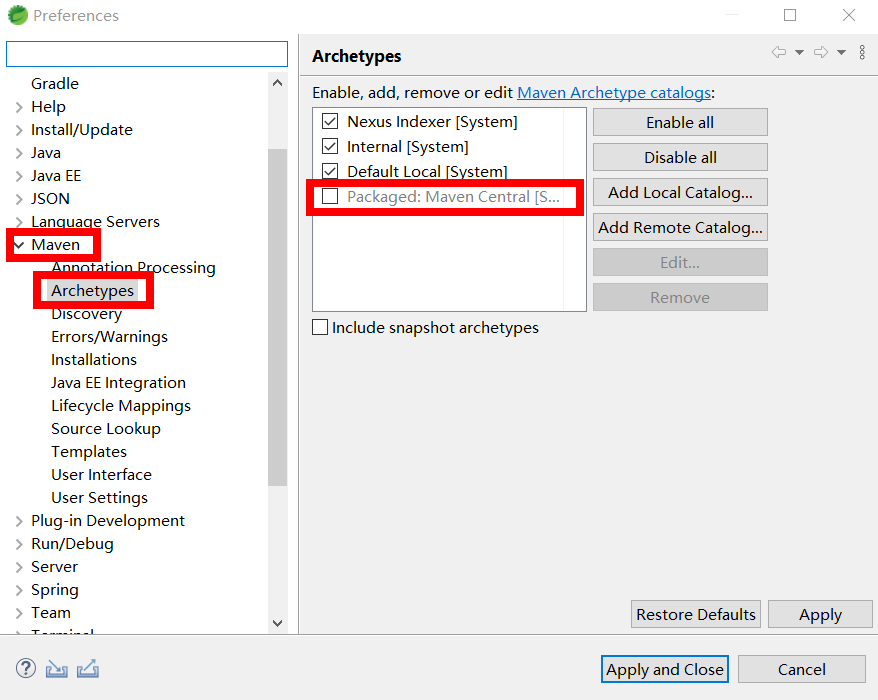 Preferences
Gradle
Help
Install/Update
Java
Java EE
JSON
Language Servers
Maven
Annotation Processing
Archetypes
Discovery
Errors/Warnings
Installations
Java EE Integration
Lifecycle Mappings
Source Lookup
Templates
User Interface
User Settings
Plug-in Development
Run/Debug
Server
Spring
Team
Terminal
Archetypes
Enable, add, remove or edit Maven Archetype catalogs:
Nexus Indexer [System]
Internal [System]
Default Local [System]
Packaged: Maven Central [S...
Enable all
Disable all
Add Local Catalog...
Add Remote Catalog...
Edit...
Remove
Include snapshot archetypes
Restore Defaults
Apply
?
Apply and Close
Cancel